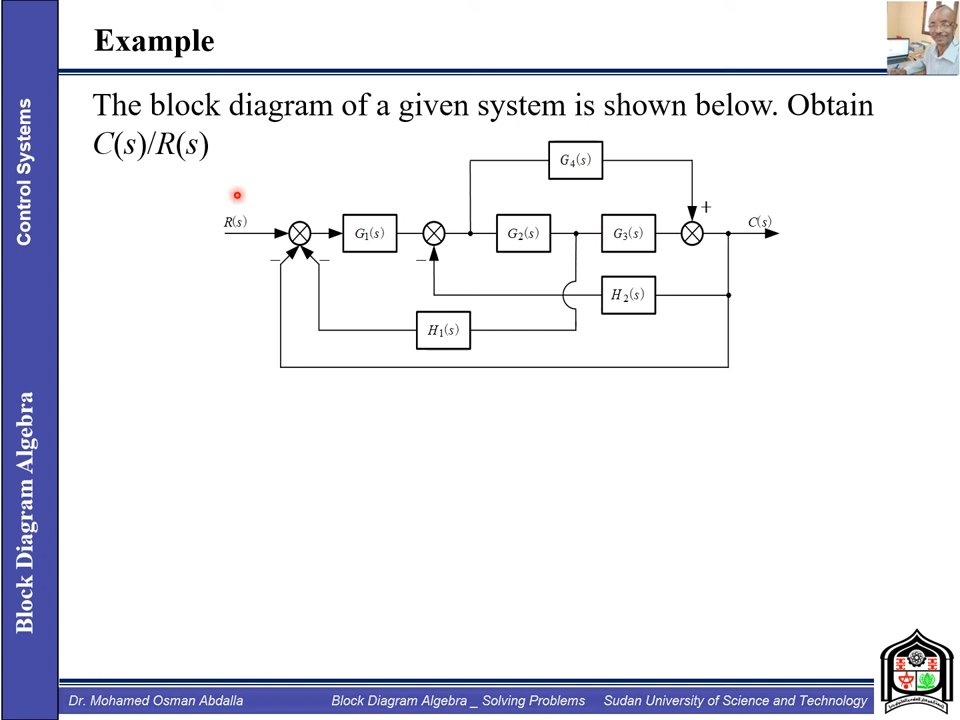 Example
Control Systems
The block diagram of a given system is shown below. Obtain
C(s)/R(s)
G4(s)
+
R(s)
G1(s)
G2(s)
G3(s)
C(s)
−
−
−
H2(s)
H1(s)
Block Diagram Algebra
Dr. Mohamed Osman Abdalla
Block Diagram Algebra _ Solving Problems
Sudan University of Science and Technology